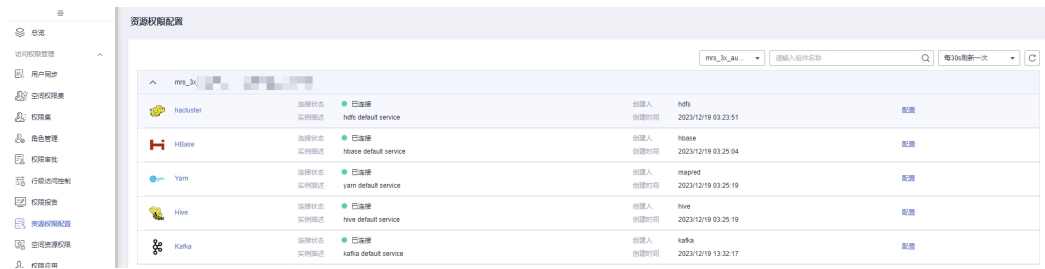 总览
访问权限管理
用户同步
空间权限集
权限集
角色管理
权限审批
行级访问控制
权限报告
资源权限配置
空间资源权限
权限应用
资源权限配置
mrs_3x_au...
请输入组件名称
每30s刷新一次
mrs_3x
hacluster 连接状态 已连接 创建人 hdfs 配置
实例描述 hdfs default service 创建时间 2023/12/19 03:23:51
HBase 连接状态 已连接 创建人 hbase 配置
实例描述 hbase default service 创建时间 2023/12/19 03:25:04
Yarn 连接状态 已连接 创建人 mapred 配置
实例描述 yarn default service 创建时间 2023/12/19 03:25:19
Hive 连接状态 已连接 创建人 hive 配置
实例描述 hive default service 创建时间 2023/12/19 03:25:19
Kafka 连接状态 已连接 创建人 kafka 配置
实例描述 kafka default service 创建时间 2023/12/19 13:32:17